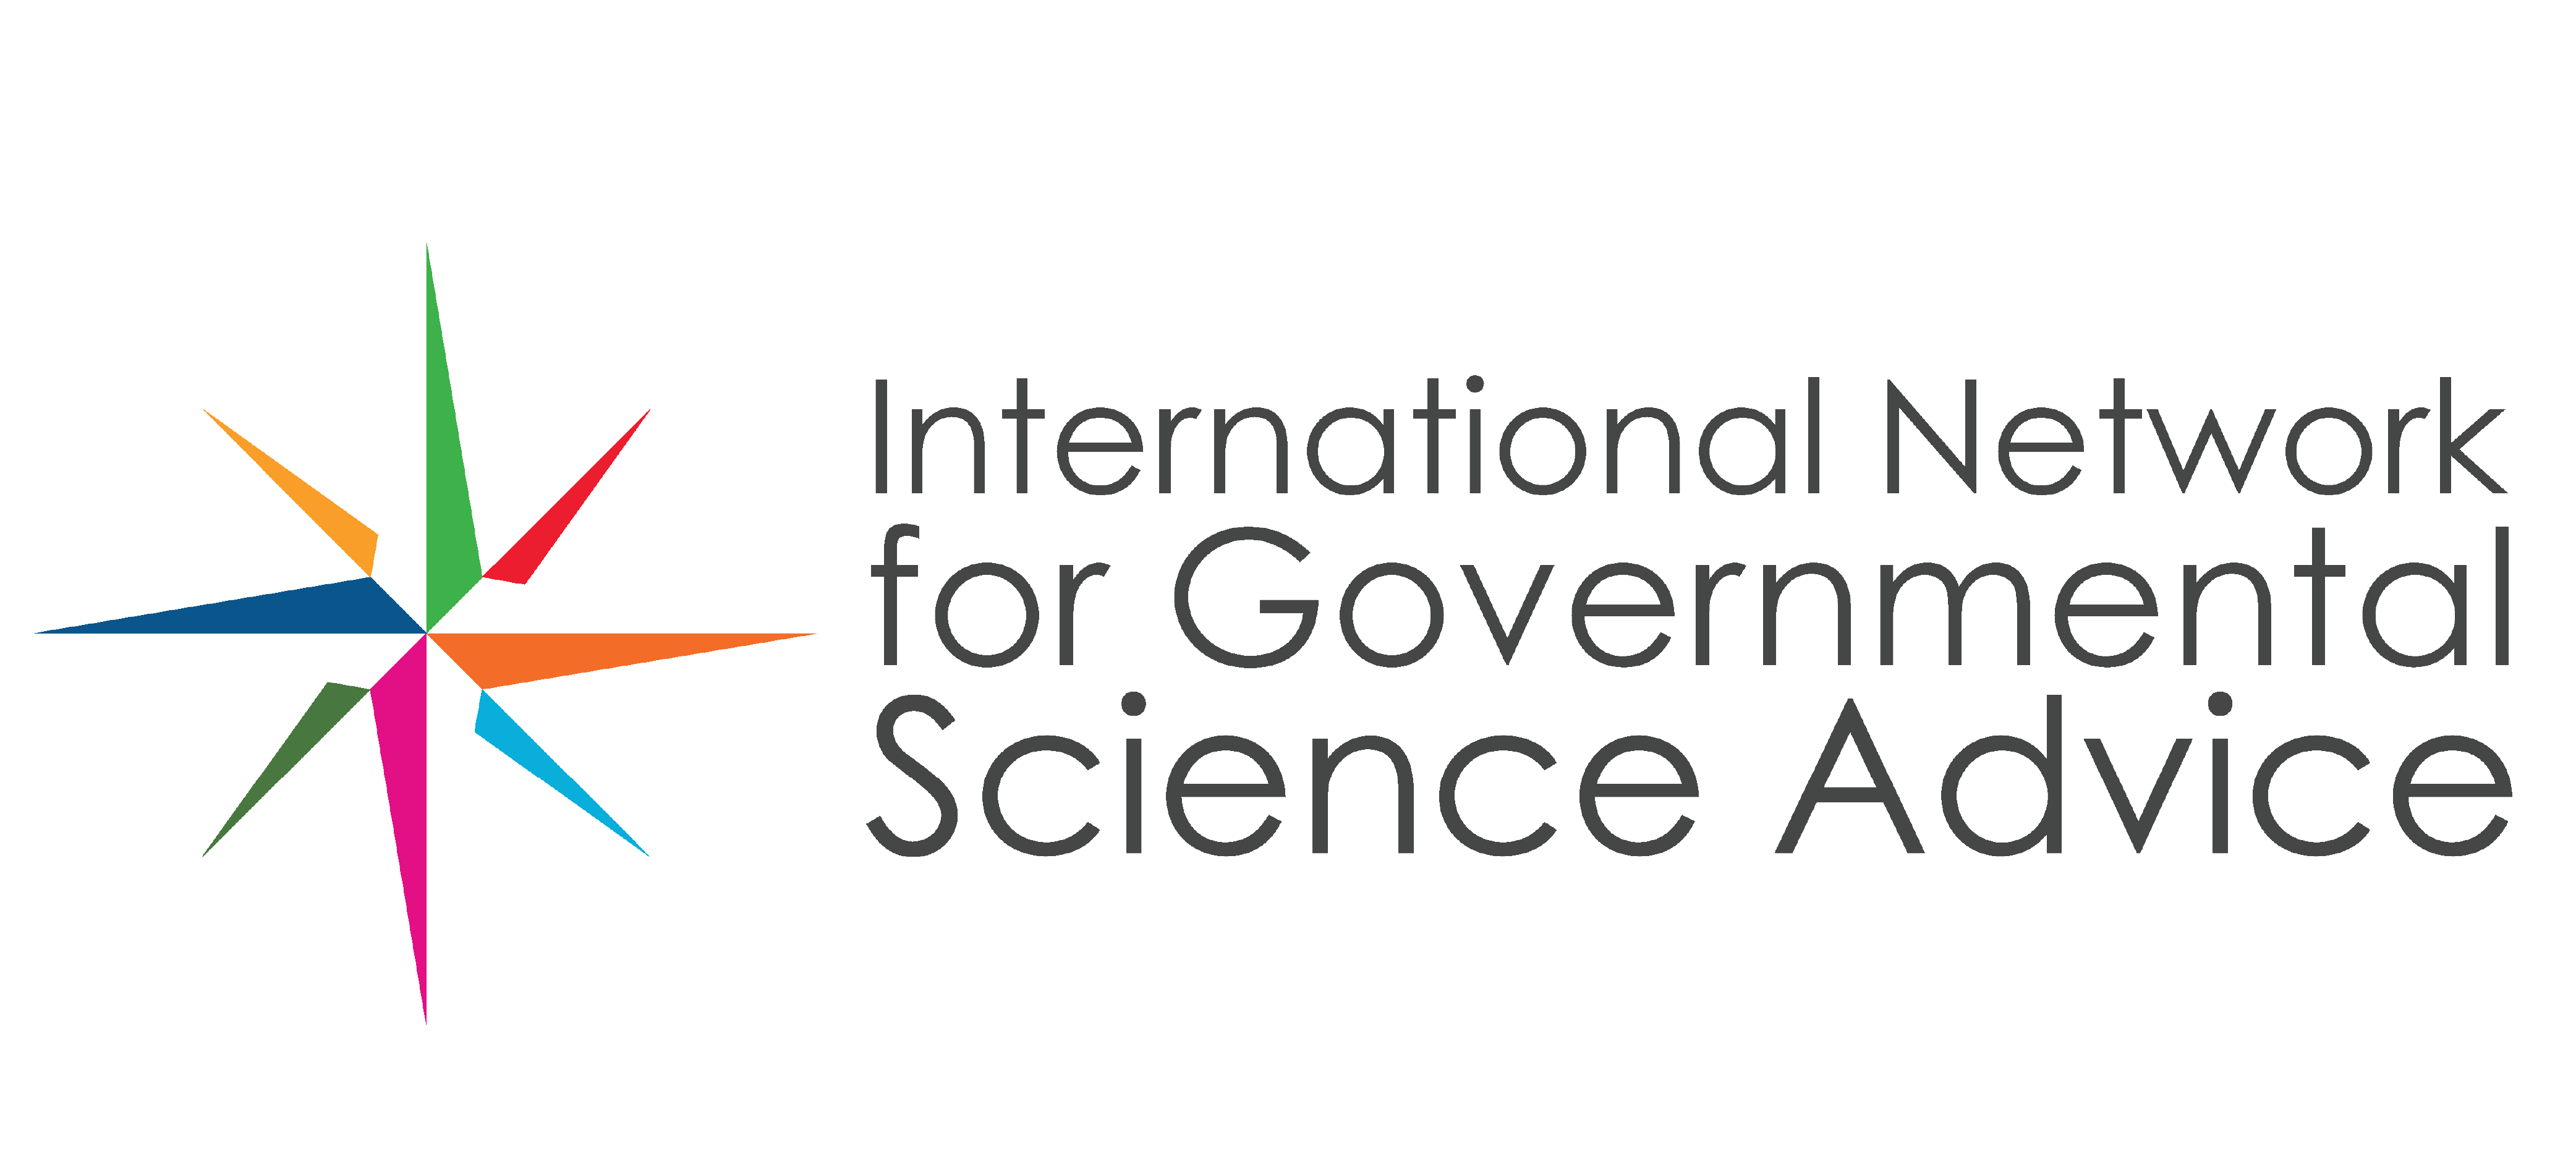 International Network
for Governmental
Science Advice